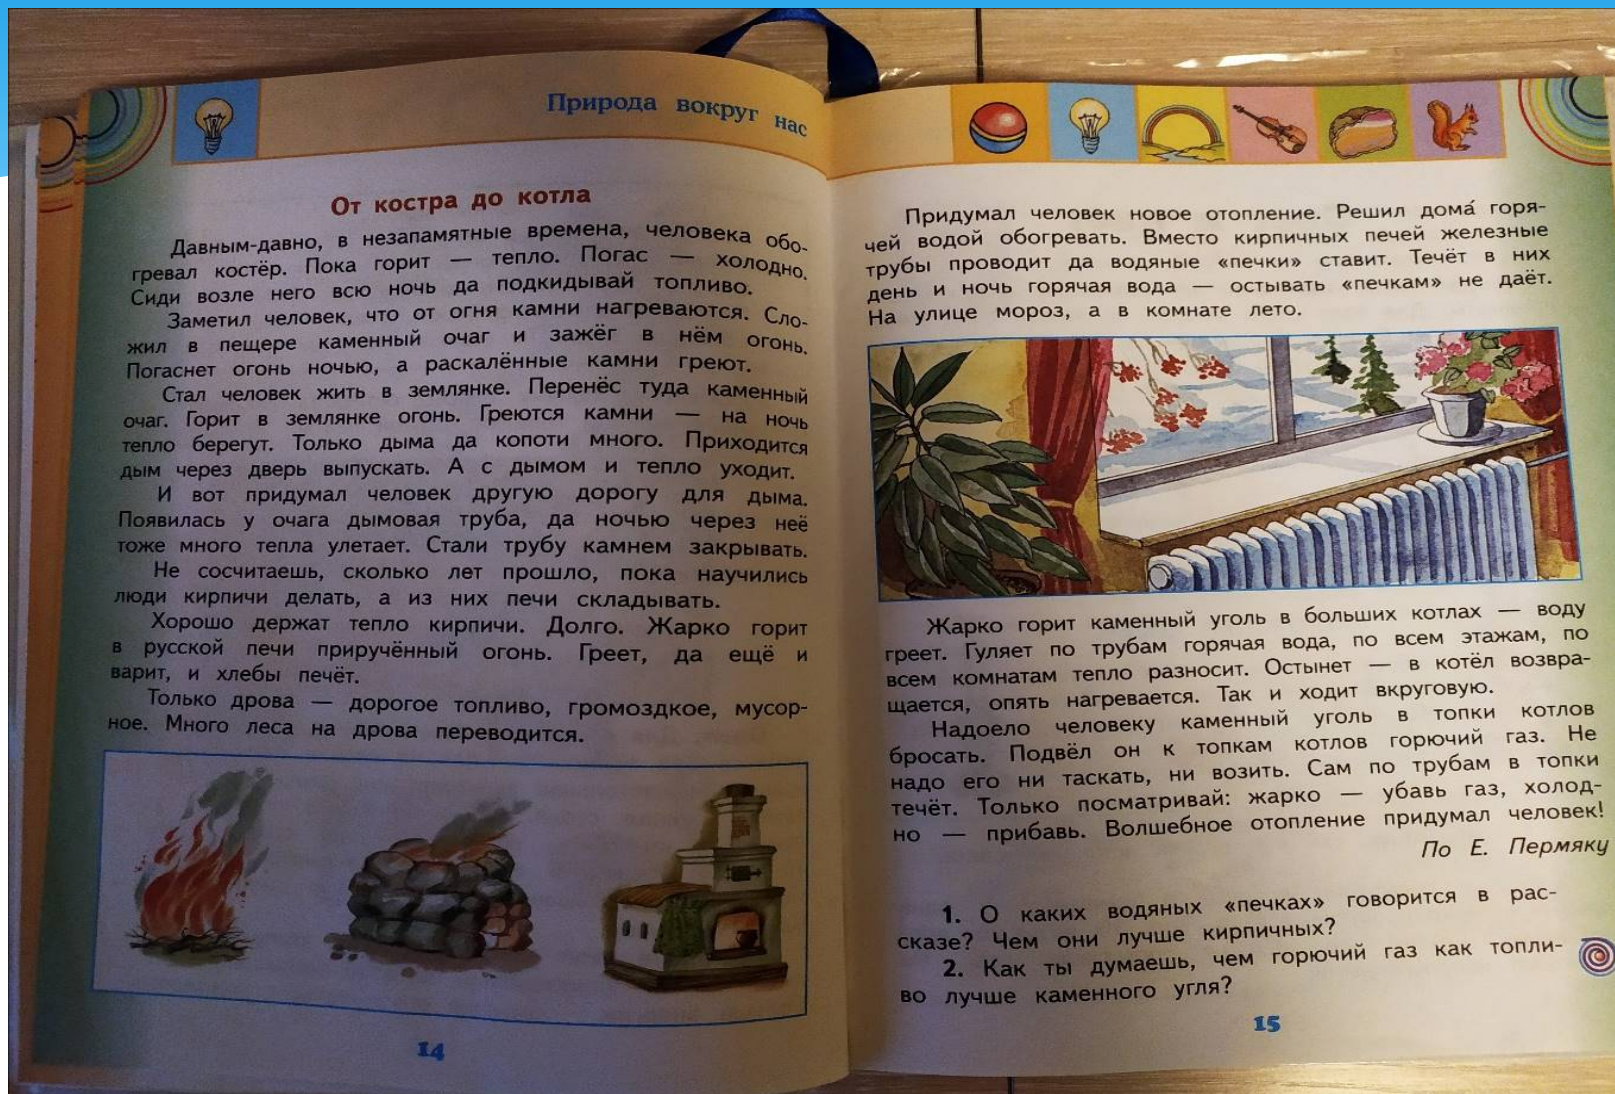 Природа вокруг нас
От костра до котла
Давным-давно, в незапамятные времена, человека обо-
гревал костёр. Пока горит — тепло. Погас — холодно.
Сиди возле него всю ночь да подкидывай топливо.
Заметил человек, что от огня камни нагреваются. Сло-
жил в пещере каменный очаг и зажёг в нём огонь.
Погаснет огонь ночью, а раскалённые камни греют.
Стал человек жить в землянке. Перенёс туда каменный
очаг. Горит в землянке огонь. Греются камни — на ночь
тепло берегут. Только дыма да копоти много. Приходится
дым через дверь выпускать. А с дымом и тепло уходит.
И вот придумал человек другую дорогу для дыма.
Появилась у очага дымовая труба, да ночью через неё
тоже много тепла улетает. Стали трубу камнем закрывать.
Не сосчитаешь, сколько лет прошло, пока научились
люди кирпичи делать, а из них печи складывать.
Хорошо держат тепло кирпичи. Долго. Жарко горит
в русской печи приручённый огонь. Греет, да ещё и
варит, и хлебы печёт.
Только дрова — дорогое топливо, громоздкое, мусор-
ное. Много леса на дрова переводится.
14
Придумал человек новое отопление. Решил дома́ горя-
чей водой обогревать. Вместо кирпичных печей железные
трубы проводит да водяные «печки» ставит. Течёт в них
день и ночь горячая вода — остывать «печкам» не даёт.
На улице мороз, а в комнате лето.
Жарко горит каменный уголь в больших котлах — воду
греет. Гуляет по трубам горячая вода, по всем этажам, по
всем комнатам тепло разносит. Остынет — в котёл возвра-
щается, опять нагревается. Так и ходит вкруговую.
Надоело человеку каменный уголь в топки котлов
бросать. Подвёл он к топкам котлов горючий газ. Не
надо его ни таскать, ни возить. Сам по трубам в топки
течёт. Только посматривай: жарко — убавь газ, холод-
но — прибавь. Волшебное отопление придумал человек!
По Е. Пермяку
1. О каких водяных «печках» говорится в рас-
сказе? Чем они лучше кирпичных?
2. Как ты думаешь, чем горючий газ как топли-
во лучше каменного угля?
15